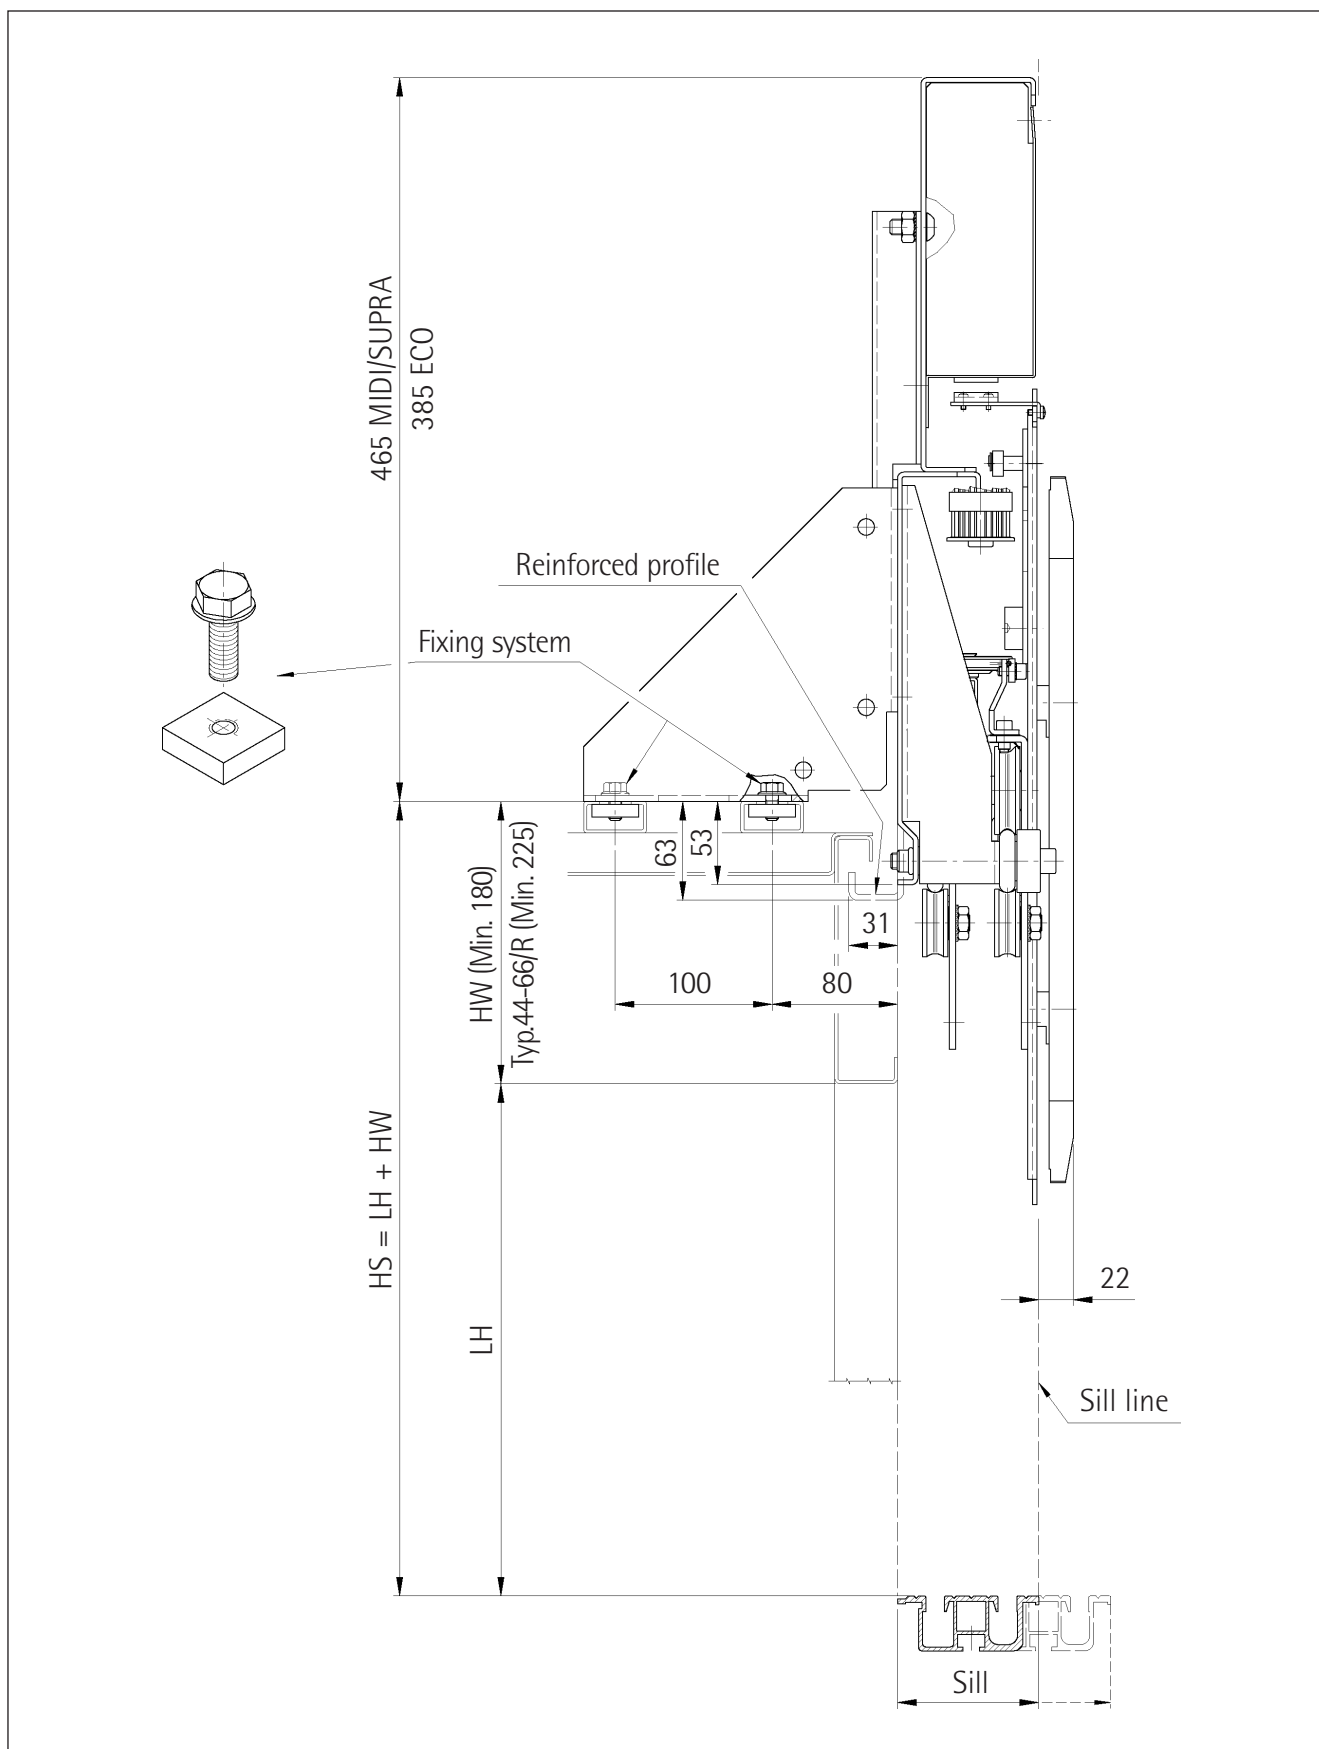 465 MIDI/SUPRA
385 ECO
Reinforced profile
Fixing system
63
53
HW (Min. 180)
Typ.44-66/R (Min. 225)
31
100
80
HS = LH + HW
22
LH
Sill line
Sill